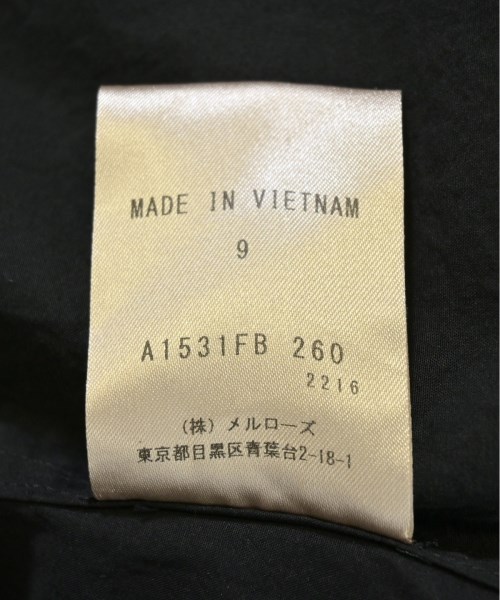 MADE IN VIETNAM
9
A1531FB 260
2216
(株) メルローズ
東京都目黒区青葉台2-18-1